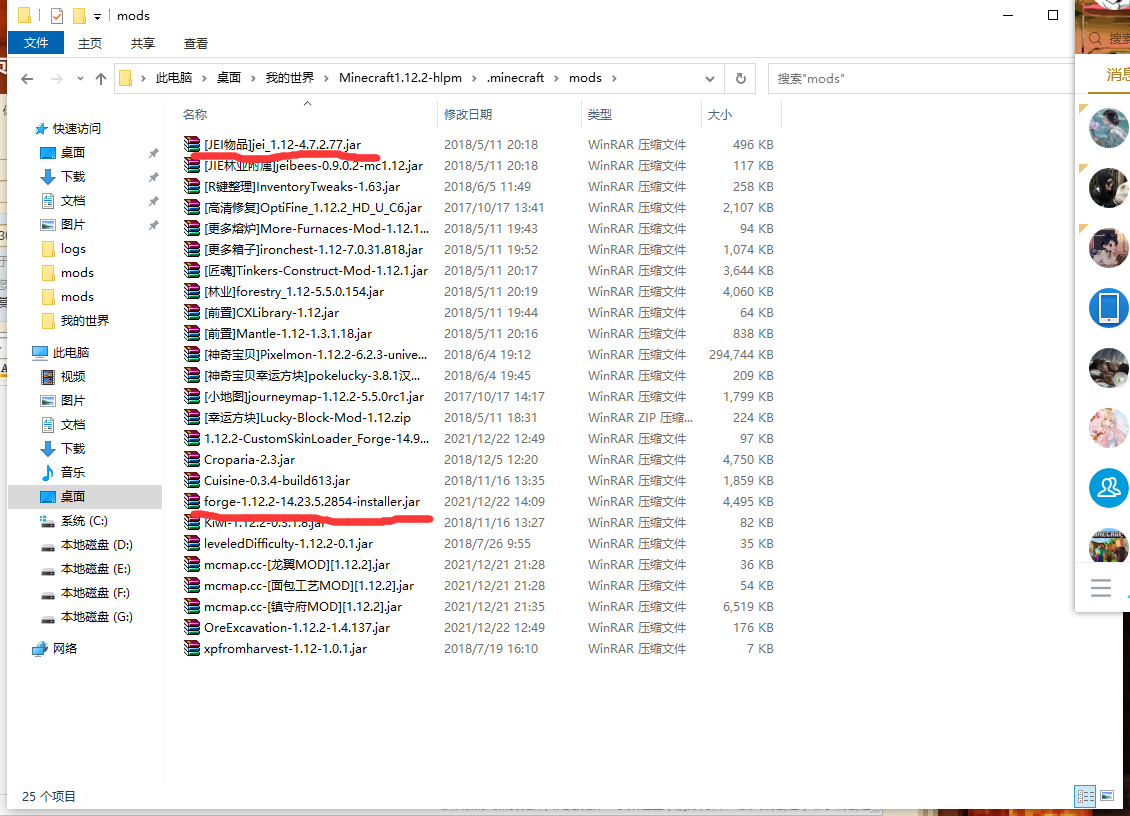 mods
文件 主页 共享 查看
此电脑 桌面 我的世界 Minecraft1.12.2-hlpm .minecraft mods
搜索"mods"
搜索
消息
名称 修改日期 类型 大小
快速访问
桌面
下载
文档
图片
logs
mods
mods
我的世界
此电脑
视频
图片
文档
下载
音乐
桌面
系统 (C:)
本地磁盘 (D:)
本地磁盘 (E:)
本地磁盘 (F:)
本地磁盘 (G:)
网络
[JEI物品]jei_1.12-4.7.2.77.jar 2018/5/11 20:18 WinRAR 压缩文件 496 KB
[JIE林业附属]jeibees-0.9.0.2-mc1.12.jar 2018/5/11 20:18 WinRAR 压缩文件 117 KB
[R键整理]InventoryTweaks-1.63.jar 2018/6/5 11:49 WinRAR 压缩文件 258 KB
[高清修复]OptiFine_1.12.2_HD_U_C6.jar 2017/10/17 13:41 WinRAR 压缩文件 2,107 KB
[更多熔炉]More-Furnaces-Mod-1.12.1... 2018/5/11 19:43 WinRAR 压缩文件 94 KB
[更多箱子]ironchest-1.12-7.0.31.818.jar 2018/5/11 19:52 WinRAR 压缩文件 1,074 KB
[匠魂]Tinkers-Construct-Mod-1.12.1.jar 2018/5/11 20:17 WinRAR 压缩文件 3,644 KB
[林业]forestry_1.12-5.5.0.154.jar 2018/5/11 20:19 WinRAR 压缩文件 4,060 KB
[前置]CXLibrary-1.12.jar 2018/5/11 19:44 WinRAR 压缩文件 64 KB
[前置]Mantle-1.12-1.3.1.18.jar 2018/5/11 20:16 WinRAR 压缩文件 838 KB
[神奇宝贝]Pixelmon-1.12.2-6.2.3-unive... 2018/6/4 19:12 WinRAR 压缩文件 294,744 KB
[神奇宝贝幸运方块]pokelucky-3.8.1汉... 2018/6/4 19:45 WinRAR 压缩文件 209 KB
[小地图]journeymap-1.12.2-5.5.0rc1.jar 2017/10/17 14:17 WinRAR 压缩文件 1,799 KB
[幸运方块]Lucky-Block-Mod-1.12.zip 2018/5/11 18:31 WinRAR ZIP 压缩... 224 KB
1.12.2-CustomSkinLoader_Forge-14.9... 2021/12/22 12:49 WinRAR 压缩文件 97 KB
Croparia-2.3.jar 2018/12/5 12:20 WinRAR 压缩文件 4,750 KB
Cuisine-0.3.4-build613.jar 2018/11/16 13:35 WinRAR 压缩文件 1,859 KB
forge-1.12.2-14.23.5.2854-installer.jar 2021/12/22 14:09 WinRAR 压缩文件 4,495 KB
Kiwi-1.12.2-0.3.1.8.jar 2018/11/16 13:27 WinRAR 压缩文件 82 KB
leveledDifficulty-1.12.2-0.1.jar 2018/7/26 9:55 WinRAR 压缩文件 35 KB
mcmap.cc-[龙翼MOD][1.12.2].jar 2021/12/21 21:28 WinRAR 压缩文件 36 KB
mcmap.cc-[面包工艺MOD][1.12.2].jar 2021/12/21 21:28 WinRAR 压缩文件 54 KB
mcmap.cc-[镇守府MOD][1.12.2].jar 2021/12/21 21:35 WinRAR 压缩文件 6,519 KB
OreExcavation-1.12.2-1.4.137.jar 2021/12/22 12:49 WinRAR 压缩文件 176 KB
xpfromharvest-1.12-1.0.1.jar 2018/7/19 16:10 WinRAR 压缩文件 7 KB
25 个项目